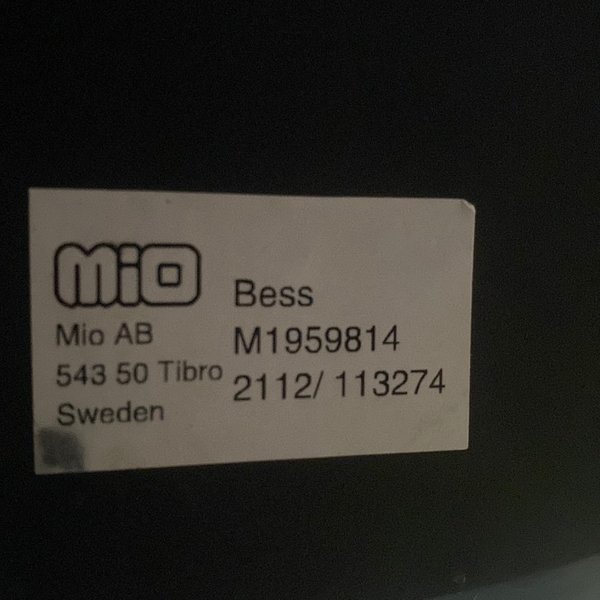 mio
Mio AB
543 50 Tibro
Sweden
Bess
M1959814
2112/ 113274